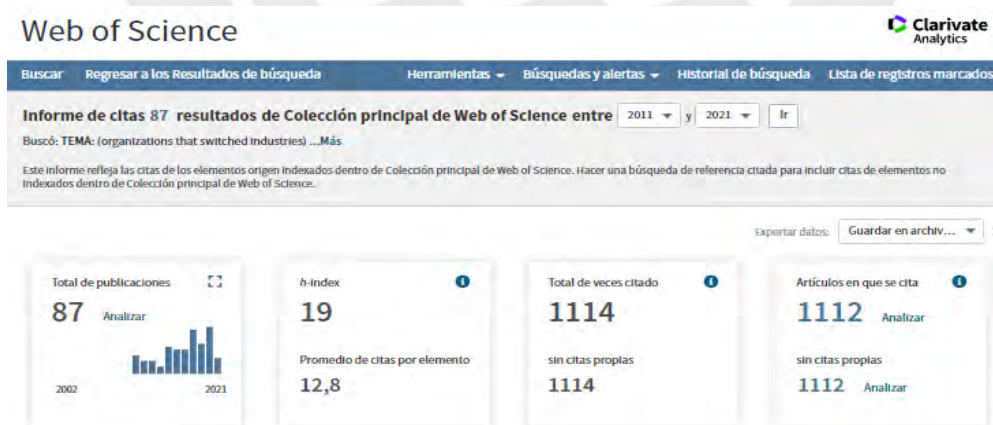 Web of Science
Clarivate
Analytics
Buscar Regresar a los Resultados de búsqueda Herramientas Búsquedas y alertas Historial de búsqueda Lista de registros marcados
Informe de citas 87 resultados de Colección principal de Web of Science entre 2011 y 2021 Ir
Buscó: TEMA: (organizations that switched industries) ...Más
Este informe refleja las citas de los elementos origen indexados dentro de Colección principal de Web of Science. Hacer una búsqueda de referencia citada para incluir citas de elementos no
indexados dentro de Colección principal de Web of Science.
Exportar datos: Guardar en archiv...
Total de publicaciones
87 Analizar
2002 2021
h-index
19
Promedio de citas por elemento
12,8
Total de veces citado
1114
sin citas propias
1114
Artículos en que se cita
1112 Analizar
sin citas propias
1112 Analizar